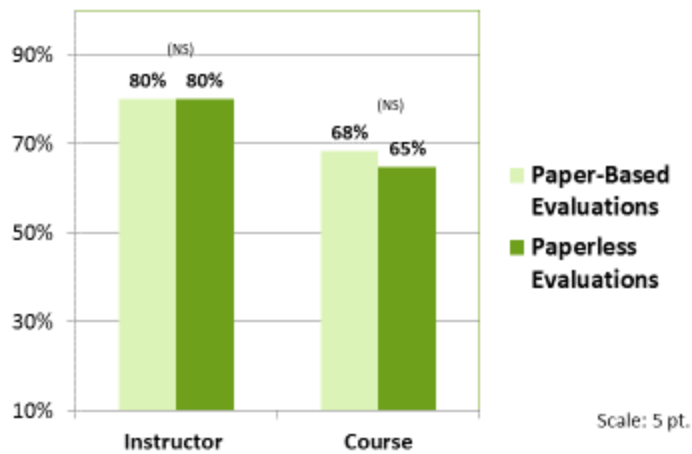 90%
70%
50%
30%
10%
(NS)
80% 80%
(NS)
68%
65%
Instructor
Course
Paper-Based
Evaluations
Paperless
Evaluations
Scale: 5 pt.